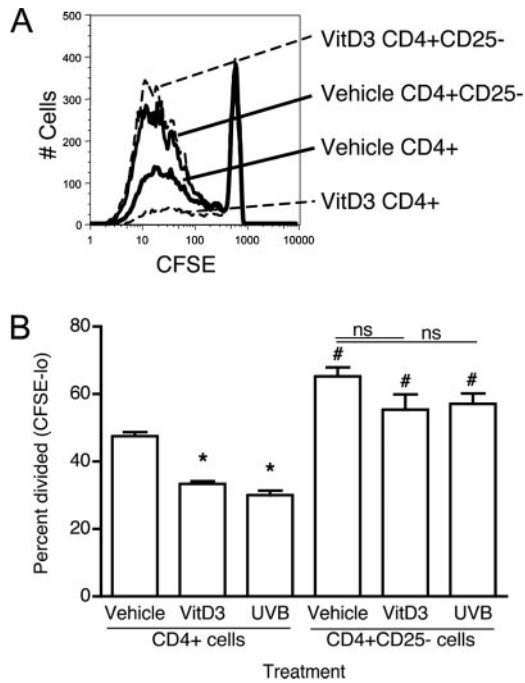 A
# Cells
500
400
300
200
100
0
1
10
100
1000
10000
CFSE
VitD3 CD4+CD25-
Vehicle CD4+CD25-
Vehicle CD4+
VitD3 CD4+
B
Percent divided (CFSE-lo)
80
60
40
20
0
*
*
ns
ns
#
#
#
Vehicle VitD3 UVB Vehicle VitD3 UVB
CD4+ cells CD4+CD25- cells
Treatment